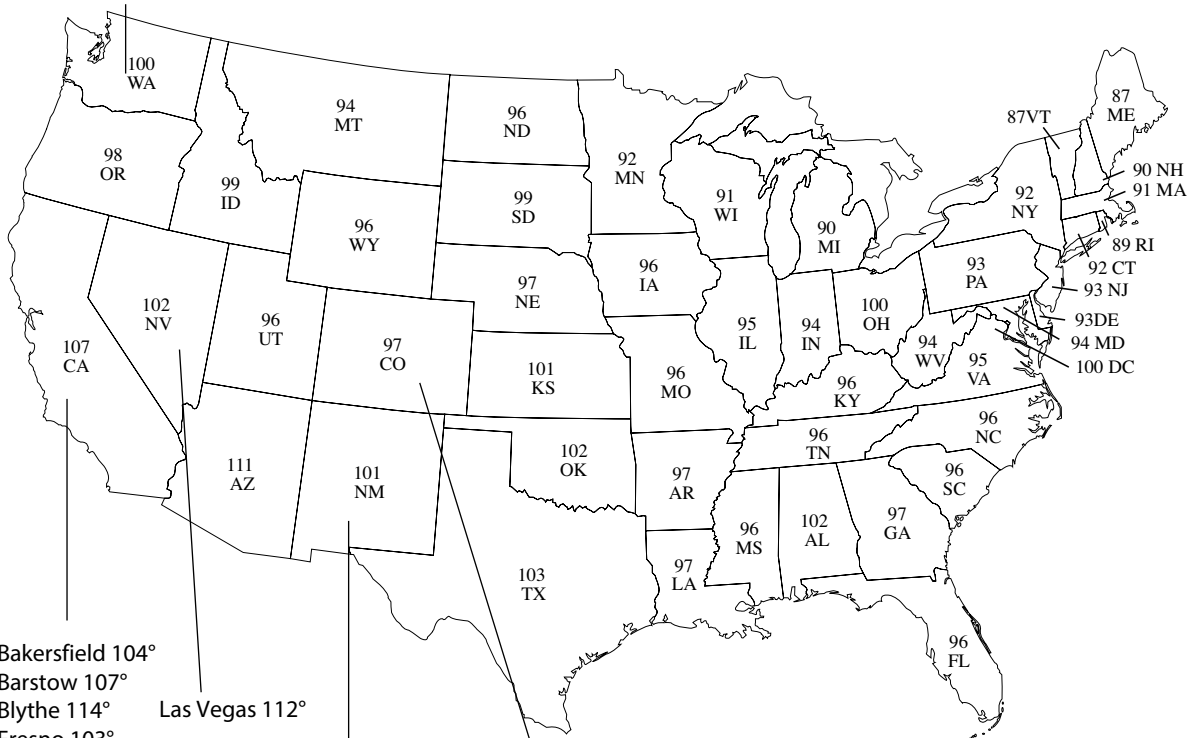 100
WA
94
MT
96
ND
92
MN
87
ME
87VT
98
OR
99
ID
99
SD
91
WI
90
MI
92
NY
90 NH
91 MA
89 RI
92 CT
93 NJ
96
WY
96
IA
93
PA
93DE
94 MD
100 DC
102
NV
96
UT
97
NE
95
IL
94
IN
100
OH
94
WV
95
VA
107
CA
97
CO
101
KS
96
MO
96
KY
96
NC
96
TN
111
AZ
101
NM
102
OK
97
AR
96
SC
103
TX
97
LA
96
MS
102
AL
97
GA
96
FL
Bakersfield 104°
Barstow 107°
Blythe 114°
Las Vegas 112°
Fresno 103°